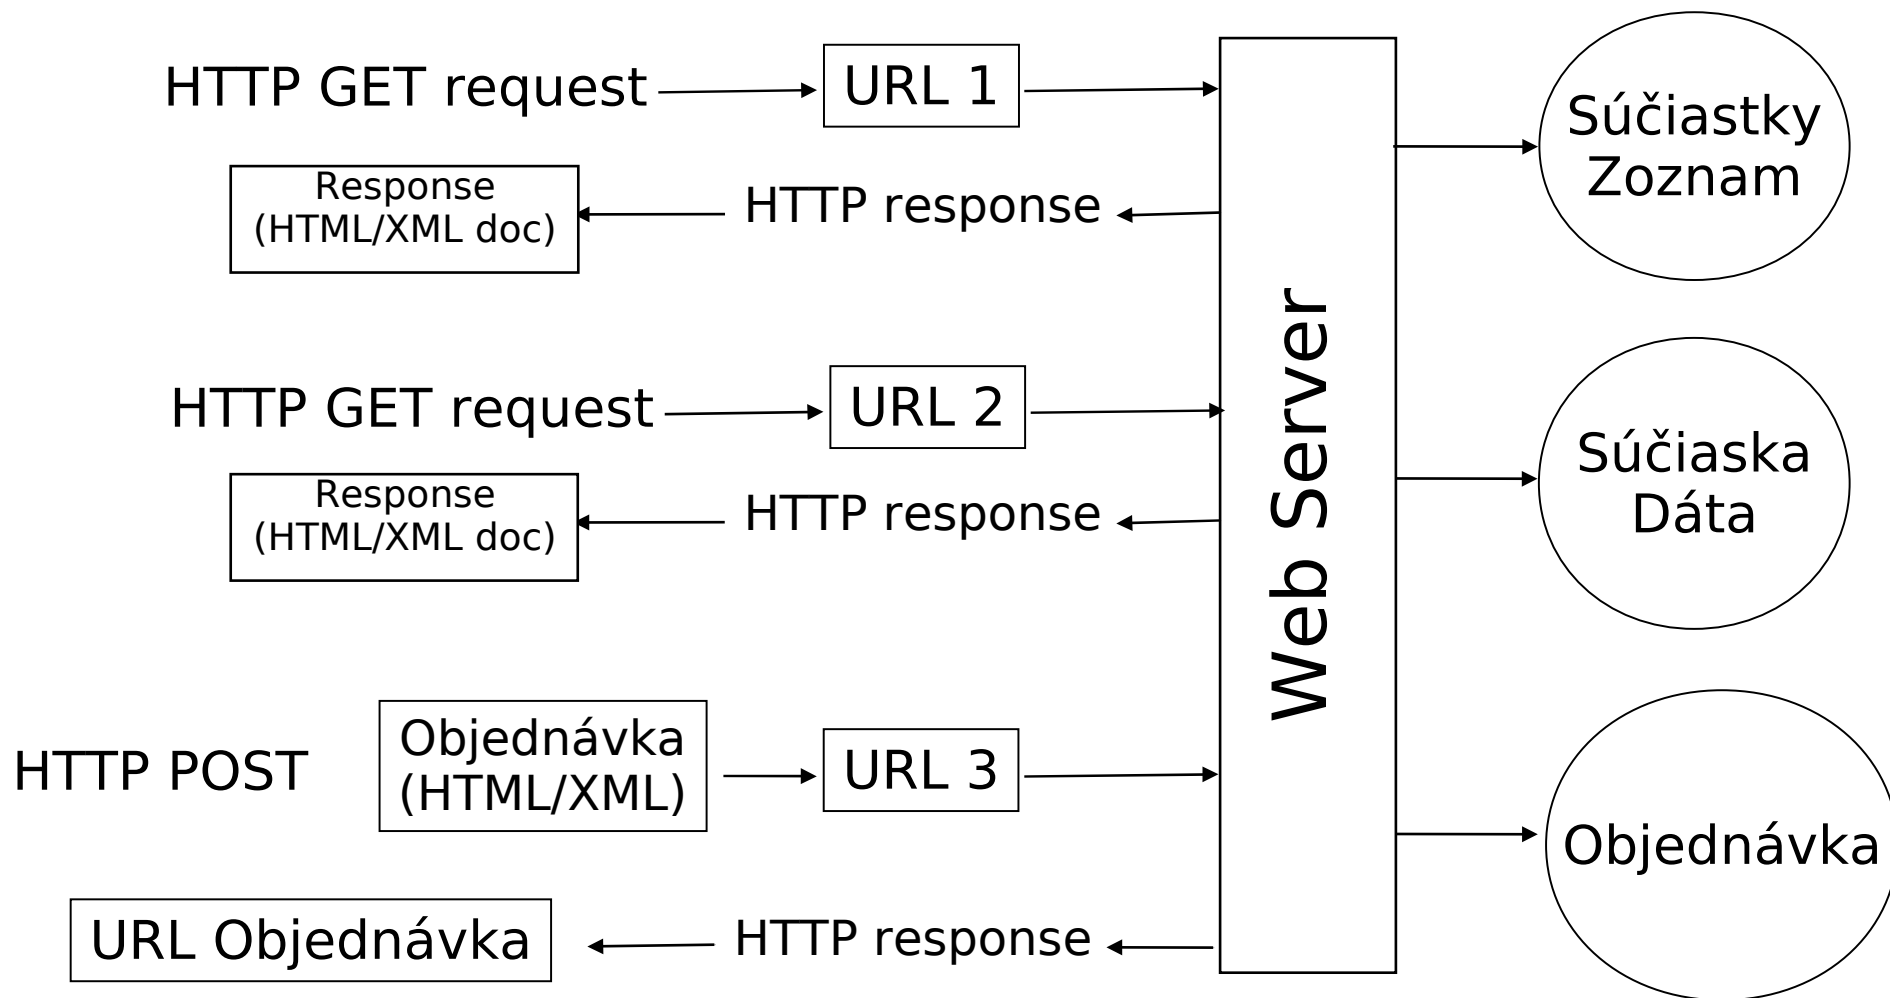 HTTP GET request
URL 1
Response
(HTML/XML doc)
HTTP response
Súčiastky
Zoznam
HTTP GET request
URL 2
Response
(HTML/XML doc)
HTTP response
Web Server
Súčiaska
Dáta
HTTP POST
Objednávka
(HTML/XML)
URL 3
Objednávka
URL Objednávka
HTTP response